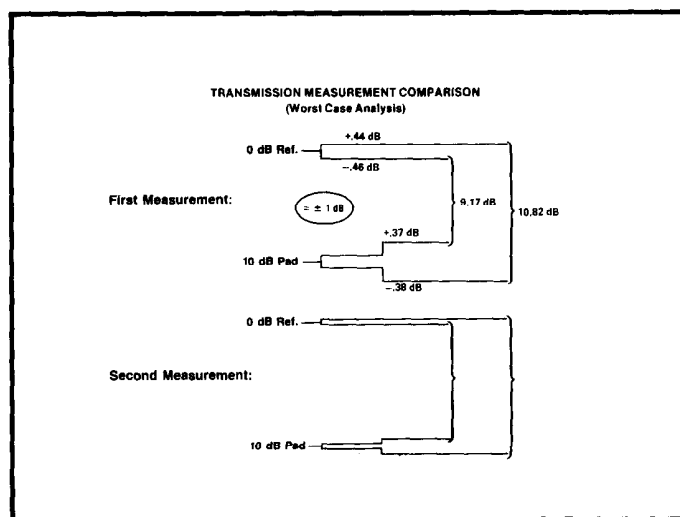 TRANSMISSION MEASUREMENT COMPARISON
(Worst Case Analysis)
+.44 dB
0 dB Ref.
−.46 dB
First Measurement:
≈ ± 1 dB
9.17 dB
10.82 dB
+.37 dB
10 dB Pad
−.38 dB
0 dB Ref.
Second Measurement:
10 dB Pad